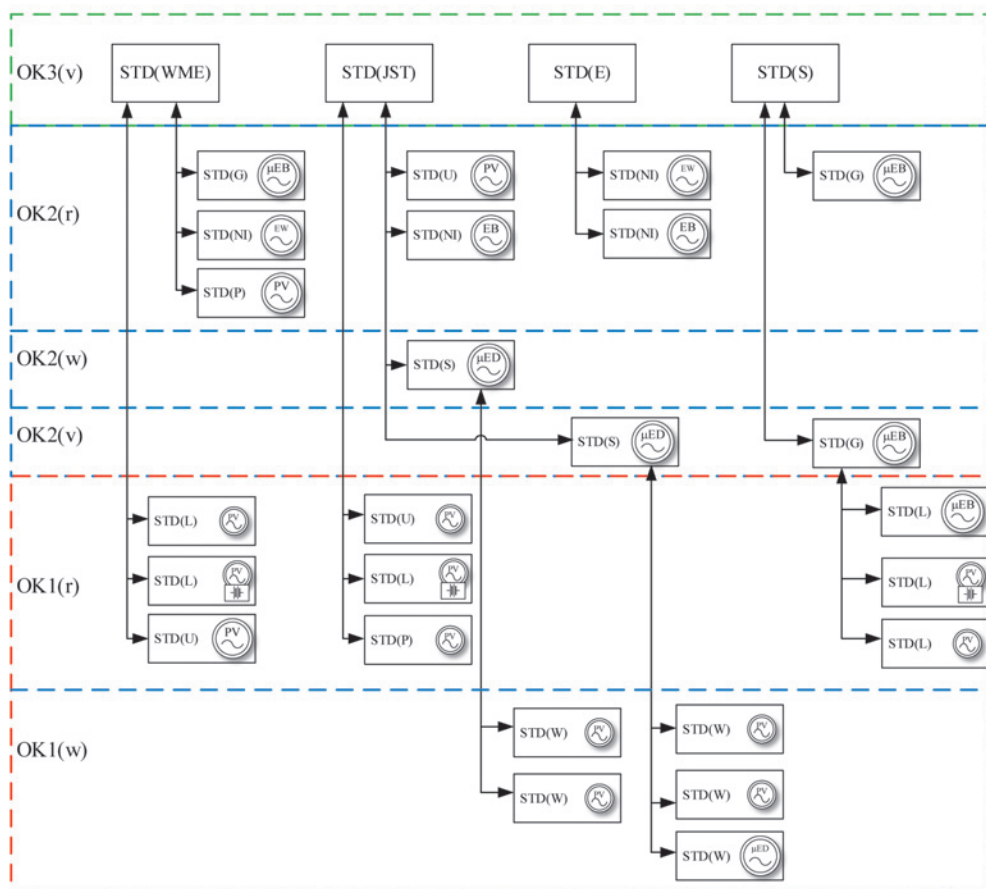 OK3(v)
STD(WME)
STD(JST)
STD(E)
STD(S)
OK2(r)
STD(G) μEB
STD(U) PV
STD(NI) EW
STD(G) μEB
STD(NI) EW
STD(NI) EB
STD(NI) EB
STD(P) PV
OK2(w)
STD(S) μED
OK2(v)
STD(S) μED
STD(G) μEB
OK1(r)
STD(L) PV
STD(U) PV
STD(L) μEB
STD(L) PV
STD(L) PV
STD(L) PV
STD(U) PV
STD(P) PV
STD(L) PV
OK1(w)
STD(W) PV
STD(W) PV
STD(W) PV
STD(W) PV
STD(W) μED